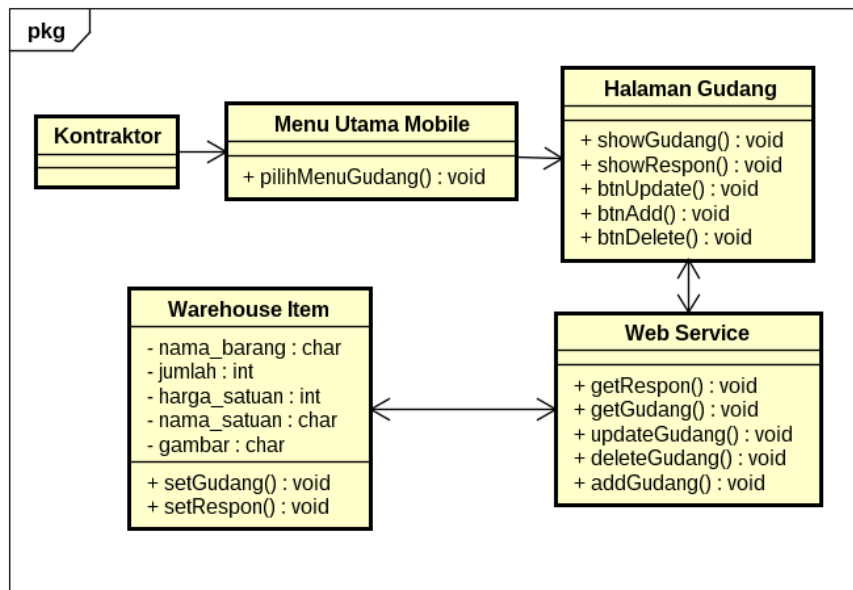 pkg
Kontraktor
Menu Utama Mobile
+ pilihMenuGudang() : void
Halaman Gudang
+ showGudang() : void
+ showRespon() : void
+ btnUpdate() : void
+ btnAdd() : void
+ btnDelete() : void
Warehouse Item
- nama_barang : char
- jumlah : int
- harga_satuan : int
- nama_satuan : char
- gambar : char
+ setGudang() : void
+ setRespon() : void
Web Service
+ getRespon() : void
+ getGudang() : void
+ updateGudang() : void
+ deleteGudang() : void
+ addGudang() : void